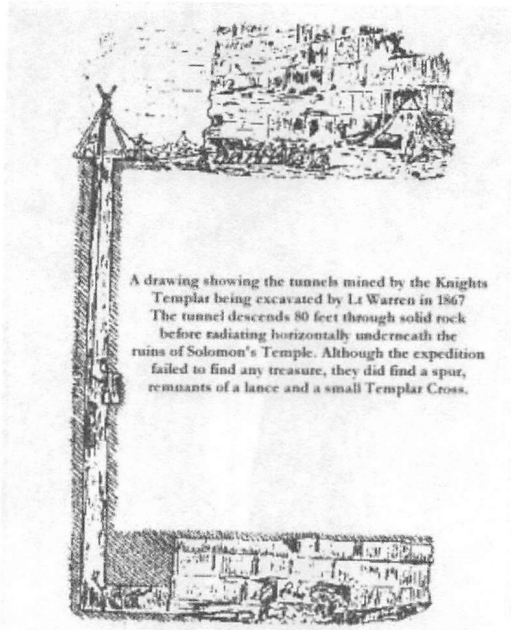 A drawing showing the tunnels mined by the Knights
Templar being excavated by Lt Warren in 1867
The tunnel descends 80 feet through solid rock
before radiating horizontally underneath the
ruins of Solomon's Temple. Although the expedition
failed to find any treasure, they did find a spur,
remnants of a lance and a small Templar Cross.